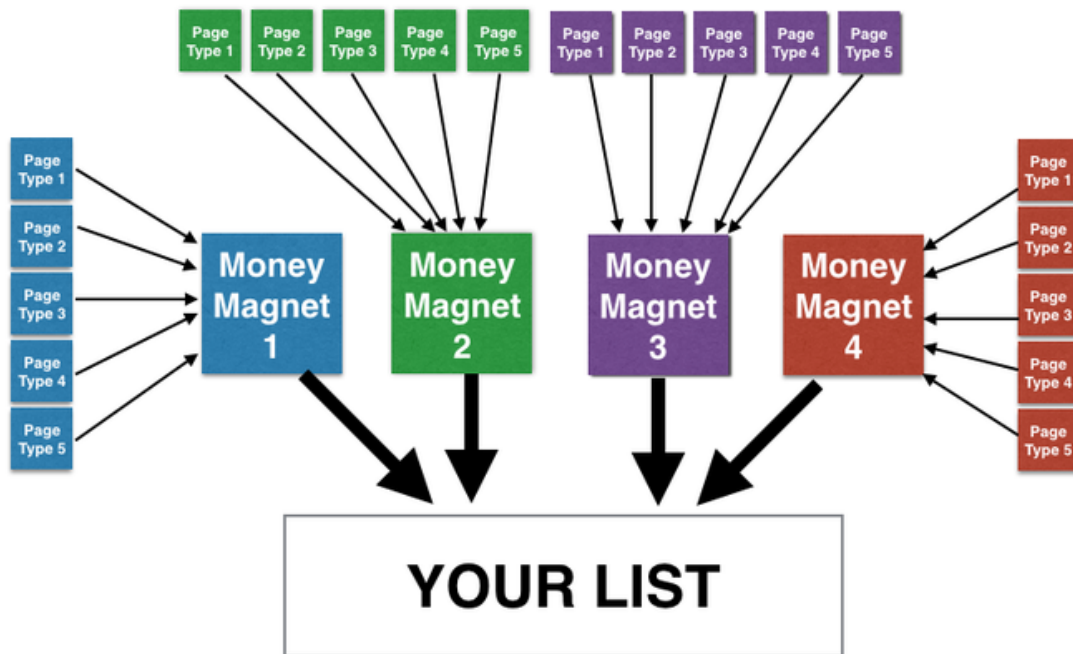 Page
Type 1
Page
Type 2
Page
Type 3
Page
Type 4
Page
Type 5
Page
Type 1
Page
Type 2
Page
Type 3
Page
Type 4
Page
Type 5
Page
Type 1
Page
Type 2
Page
Type 3
Page
Type 4
Page
Type 5
Page
Type 1
Page
Type 2
Page
Type 3
Page
Type 4
Page
Type 5
Money
Magnet
1
Money
Magnet
2
Money
Magnet
3
Money
Magnet
4
YOUR LIST